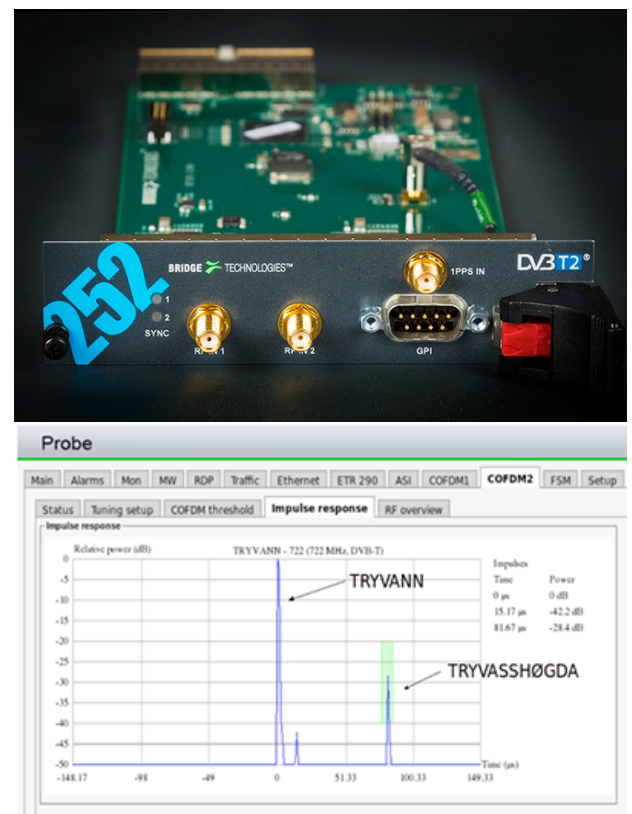 252
BRIDGE TECHNOLOGIES™
1
2
SYNC
RF IN 1
RF IN 2
1PPS IN
GPI
DVB T2®
Probe
Main Alarms Mon MW RDP Traffic Ethernet ETR 290 ASI COFDM1 COFDM2 FSM Setup
Status Tuning setup COFDM threshold Impulse response RF overview
Impulse response
Relative power (dB)
TRYVANN - 722 (722 MHz, DVB-T)
0
-5
-10
-15
-20
-25
-30
-35
-40
-45
-50
-148.17 -98 -49 0 51.33 100.33 149.33
Time (µs)
TRYVANN
TRYVASSHØGDA
Impulses
Time Power
0 µs 0 dB
15.17 µs -42.2 dB
81.67 µs -28.4 dB